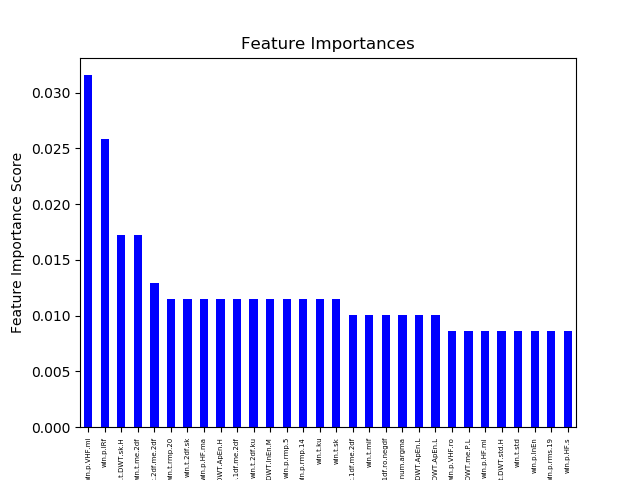 Feature Importances
Feature Importance Score
0.030
0.025
0.020
0.015
0.010
0.005
0.000
win.p.VHF.mi
win.p.IRf
t.DWT.sk.H
win.t.me.2df
.2df.me.2df
win.t.rmp.20
win.t.2df.sk
win.p.HF.ma
DWT.ApEn.H
.1df.me.2df
win.t.2df.ku
DWT.InEn.M
win.p.rmp.5
win.p.rmp.14
win.t.ku
win.t.sk
.1df.me.2df
win.t.mif
1df.ro.negdf
num.argma
DWT.ApEn.L
DWT.ApEn.L
win.p.VHF.ro
DWT.me.P.L
win.p.HF.mi
t.DWT.std.H
win.t.std
win.p.InEn
win.p.rms.19
win.p.HF.s